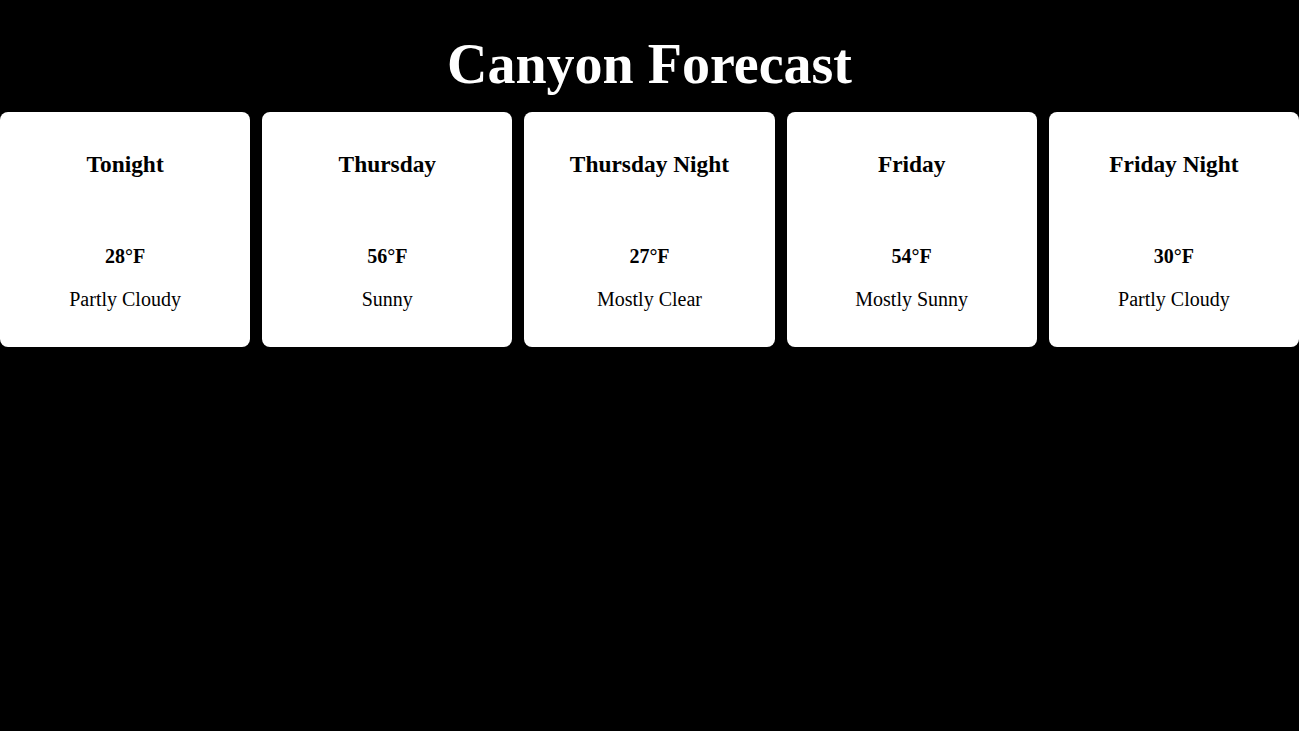 Canyon Forecast
Tonight
28°F
Partly Cloudy
Thursday
56°F
Sunny
Thursday Night
27°F
Mostly Clear
Friday
54°F
Mostly Sunny
Friday Night
30°F
Partly Cloudy